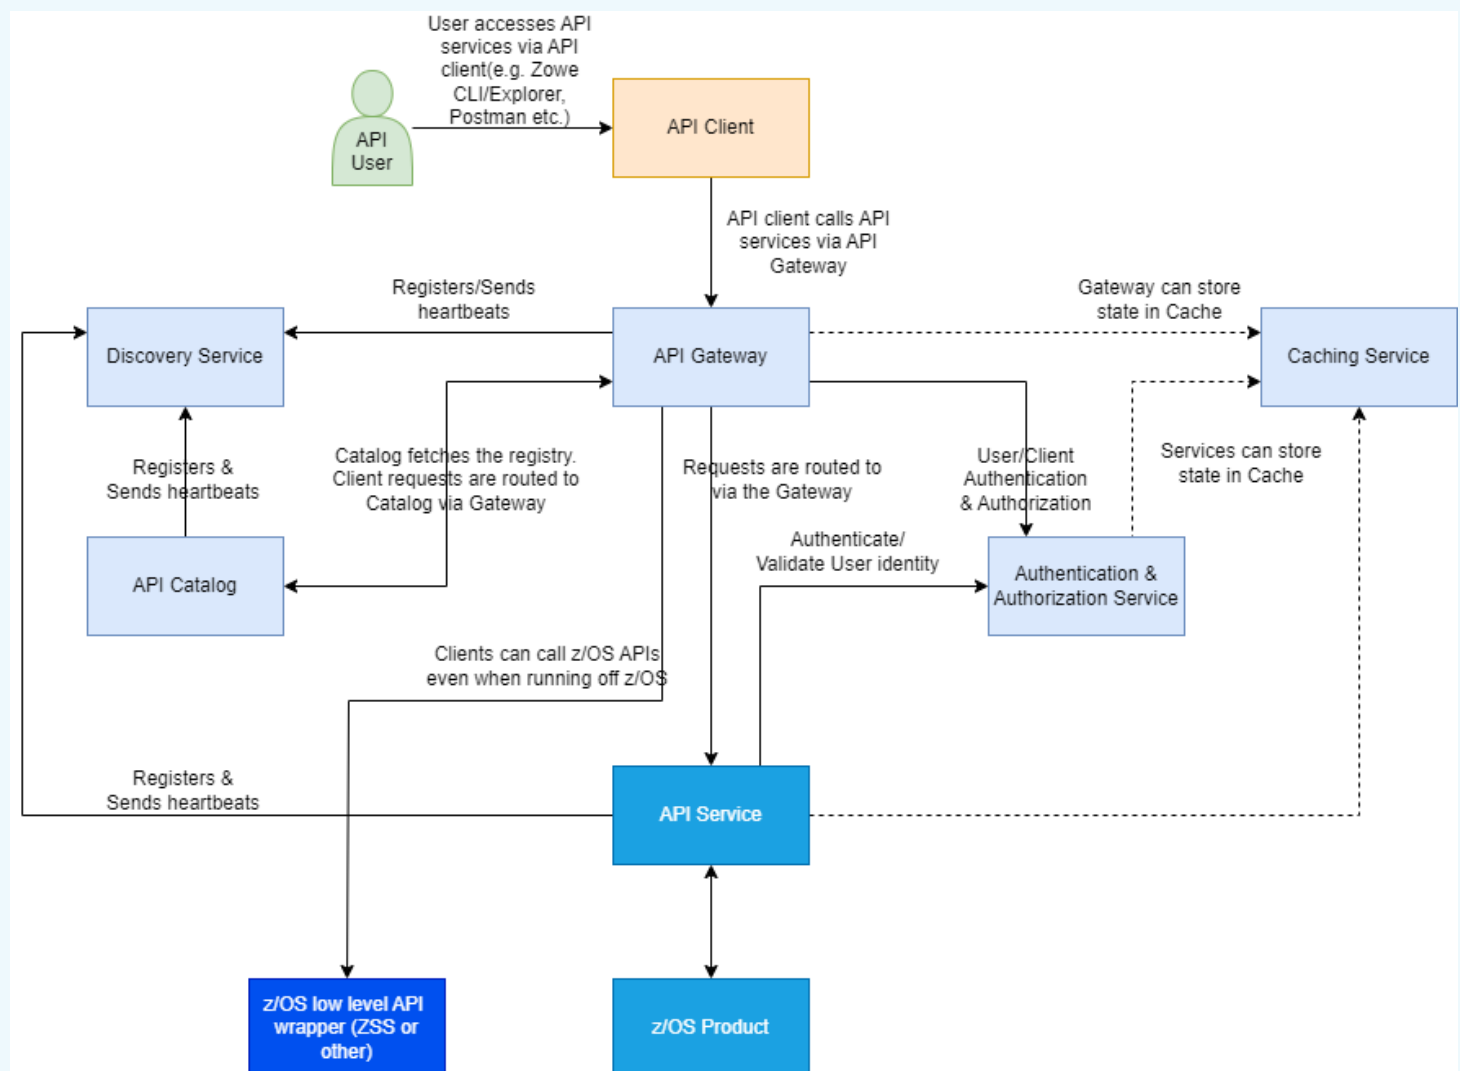 User accesses API
services via API
client(e.g. Zowe
CLI/Explorer,
Postman etc.)
API
User
API Client
API client calls API
services via API
Gateway
Registers/Sends
heartbeats
Gateway can store
state in Cache
Discovery Service
API Gateway
Caching Service
Registers &
Sends heartbeats
Catalog fetches the registry.
Client requests are routed to
Catalog via Gateway
Requests are routed to
via the Gateway
User/Client
Authentication
& Authorization
Services can store
state in Cache
Authenticate/
Validate User identity
API Catalog
Authentication &
Authorization Service
Clients can call z/OS APIs
even when running off z/OS
Registers &
Sends heartbeats
API Service
z/OS low level API
wrapper (ZSS or
other)
z/OS Product